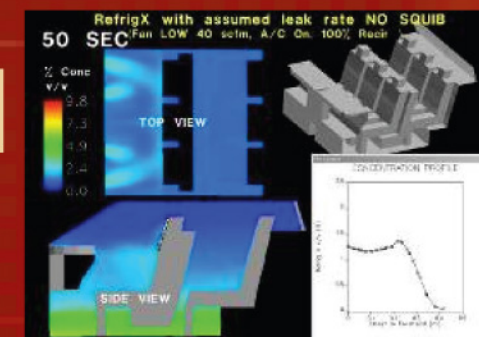 RefrigX with assumed leak rate NO SQUIB
50 SEC
(Fan LOW 40 scfm, A/C On. 100% Recir
% Conc
v/v
9.8
7.3
4.9
2.4
0.0
TOP VIEW
SIDE VIEW
CONCENTRATION PROFILE